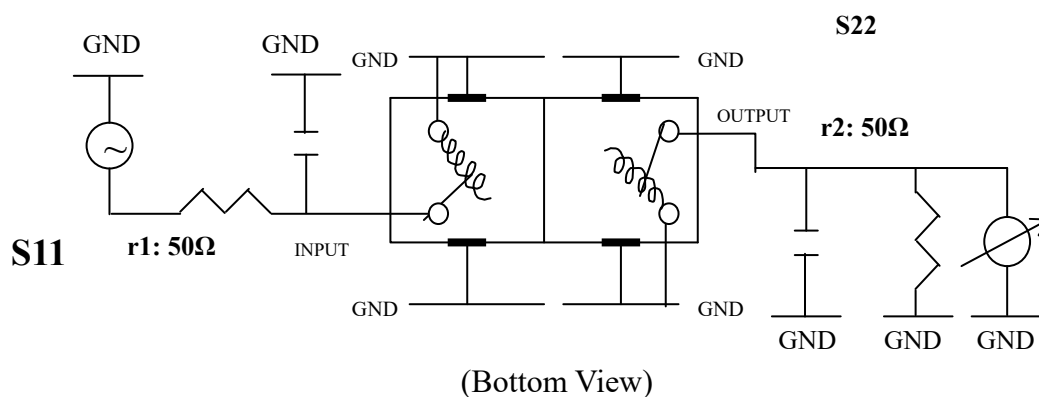 S22
GND
GND
GND
GND
OUTPUT
r2: 50Ω
S11
r1: 50Ω
INPUT
GND
GND
GND
GND
GND
(Bottom View)